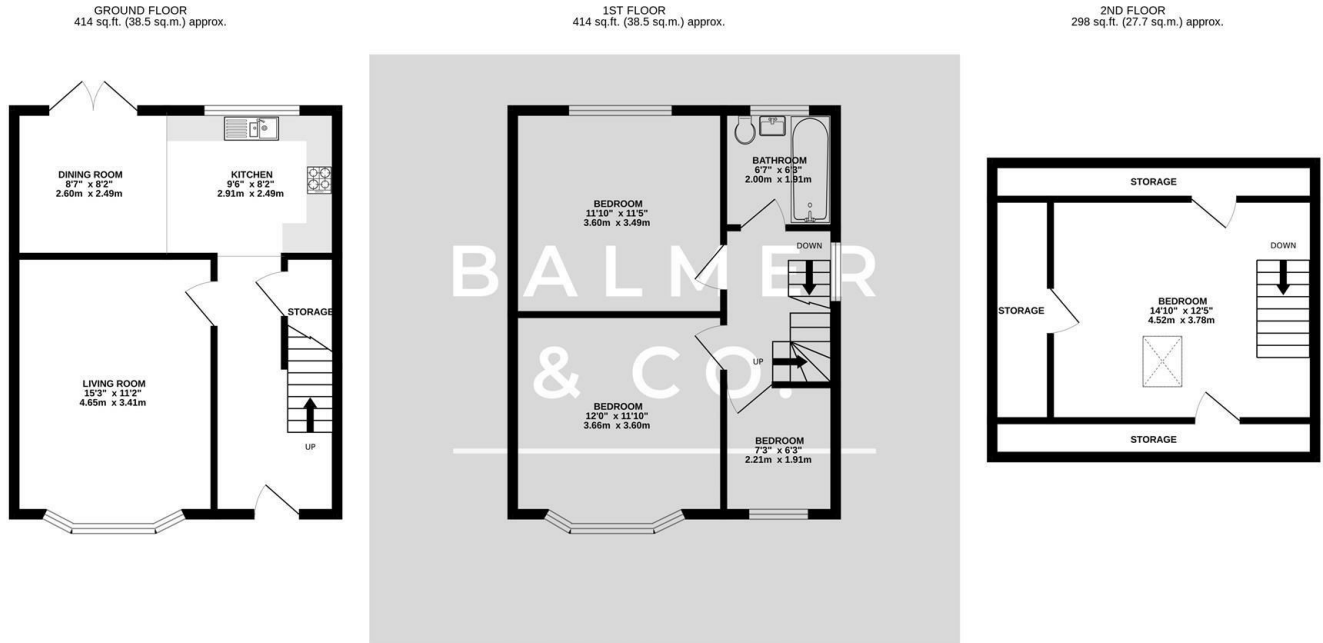 GROUND FLOOR
414 sq.ft. (38.5 sq.m.) approx.
1ST FLOOR
414 sq.ft. (38.5 sq.m.) approx.
2ND FLOOR
298 sq.ft. (27.7 sq.m.) approx.
DINING ROOM
8'7" x 8'2"
2.60m x 2.49m
KITCHEN
9'6" x 8'2"
2.91m x 2.49m
STORAGE
LIVING ROOM
15'3" x 11'2"
4.65m x 3.41m
UP
BATHROOM
6'7" x 6'3"
2.00m x 1.91m
BEDROOM
11'10" x 11'5"
3.60m x 3.49m
DOWN
BALMER
& CO.
UP
BEDROOM
12'0" x 11'10"
3.66m x 3.60m
BEDROOM
7'3" x 6'3"
2.21m x 1.91m
STORAGE
DOWN
STORAGE
BEDROOM
14'10" x 12'5"
4.52m x 3.78m
STORAGE